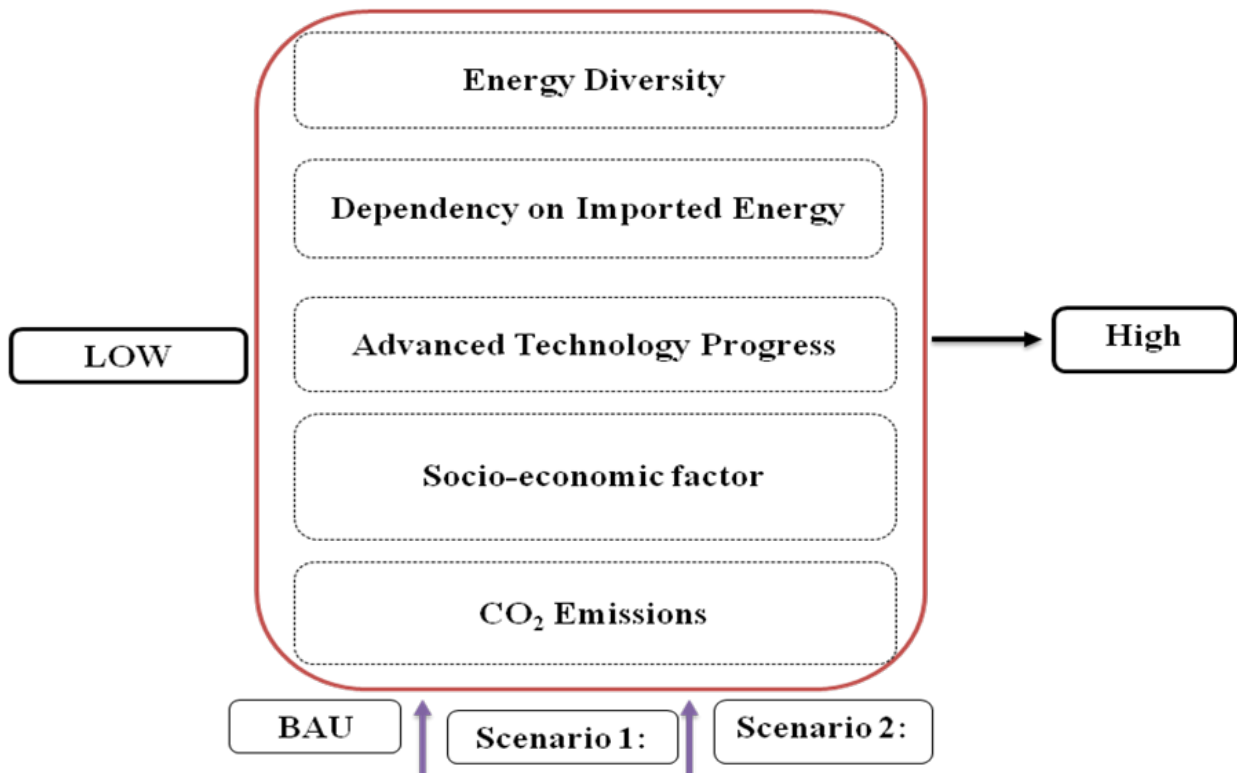 Energy Diversity
Dependency on Imported Energy
LOW
Advanced Technology Progress
High
Socio-economic factor
CO₂ Emissions
BAU
Scenario 1:
Scenario 2: